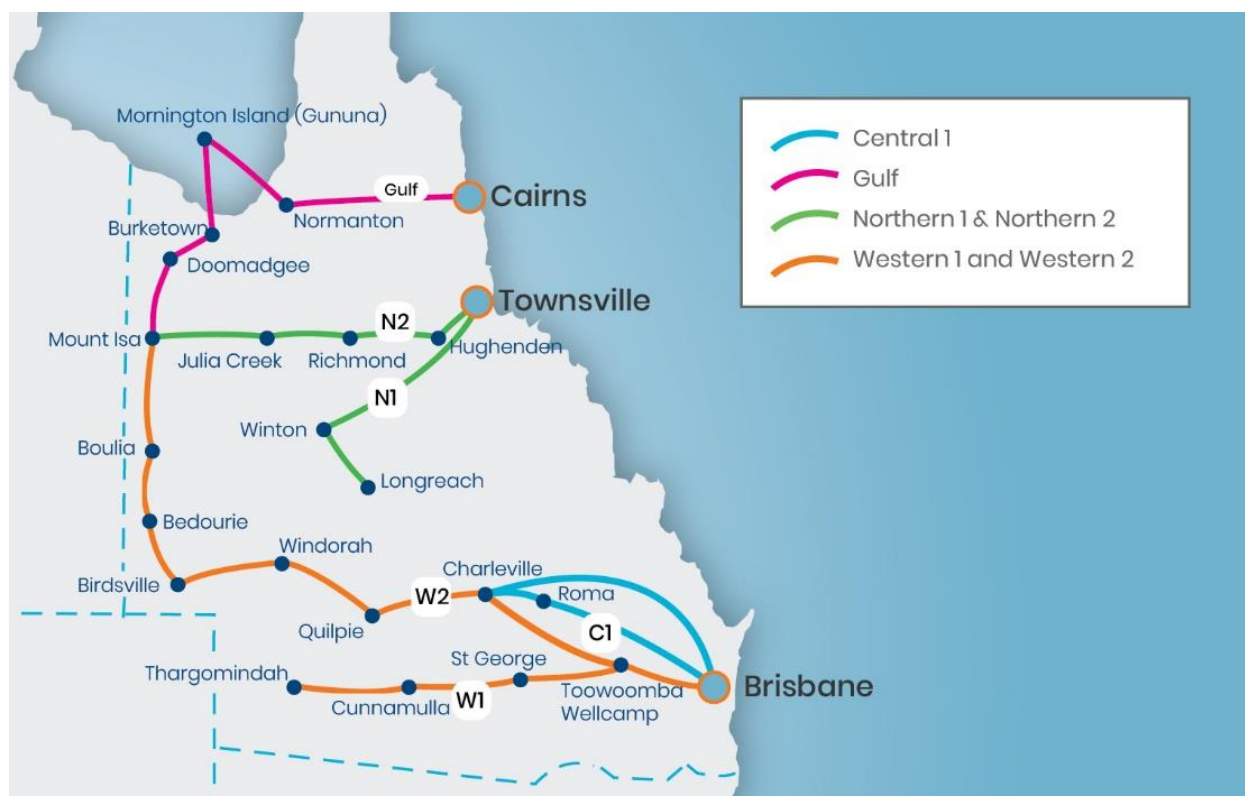 Mornington Island (Gununa)
Gulf
Cairns
Normanton
Burketown
Doomadgee
Townsville
Mount Isa
N2
Julia Creek
Richmond
Hughenden
N1
Winton
Boulia
Longreach
Bedourie
Windorah
Charleville
Birdsville
W2
Roma
Quilpie
C1
St George
Thargomindah
Toowoomba
Wellcamp
Brisbane
Cunnamulla
W1
Central 1
Gulf
Northern 1 & Northern 2
Western 1 and Western 2